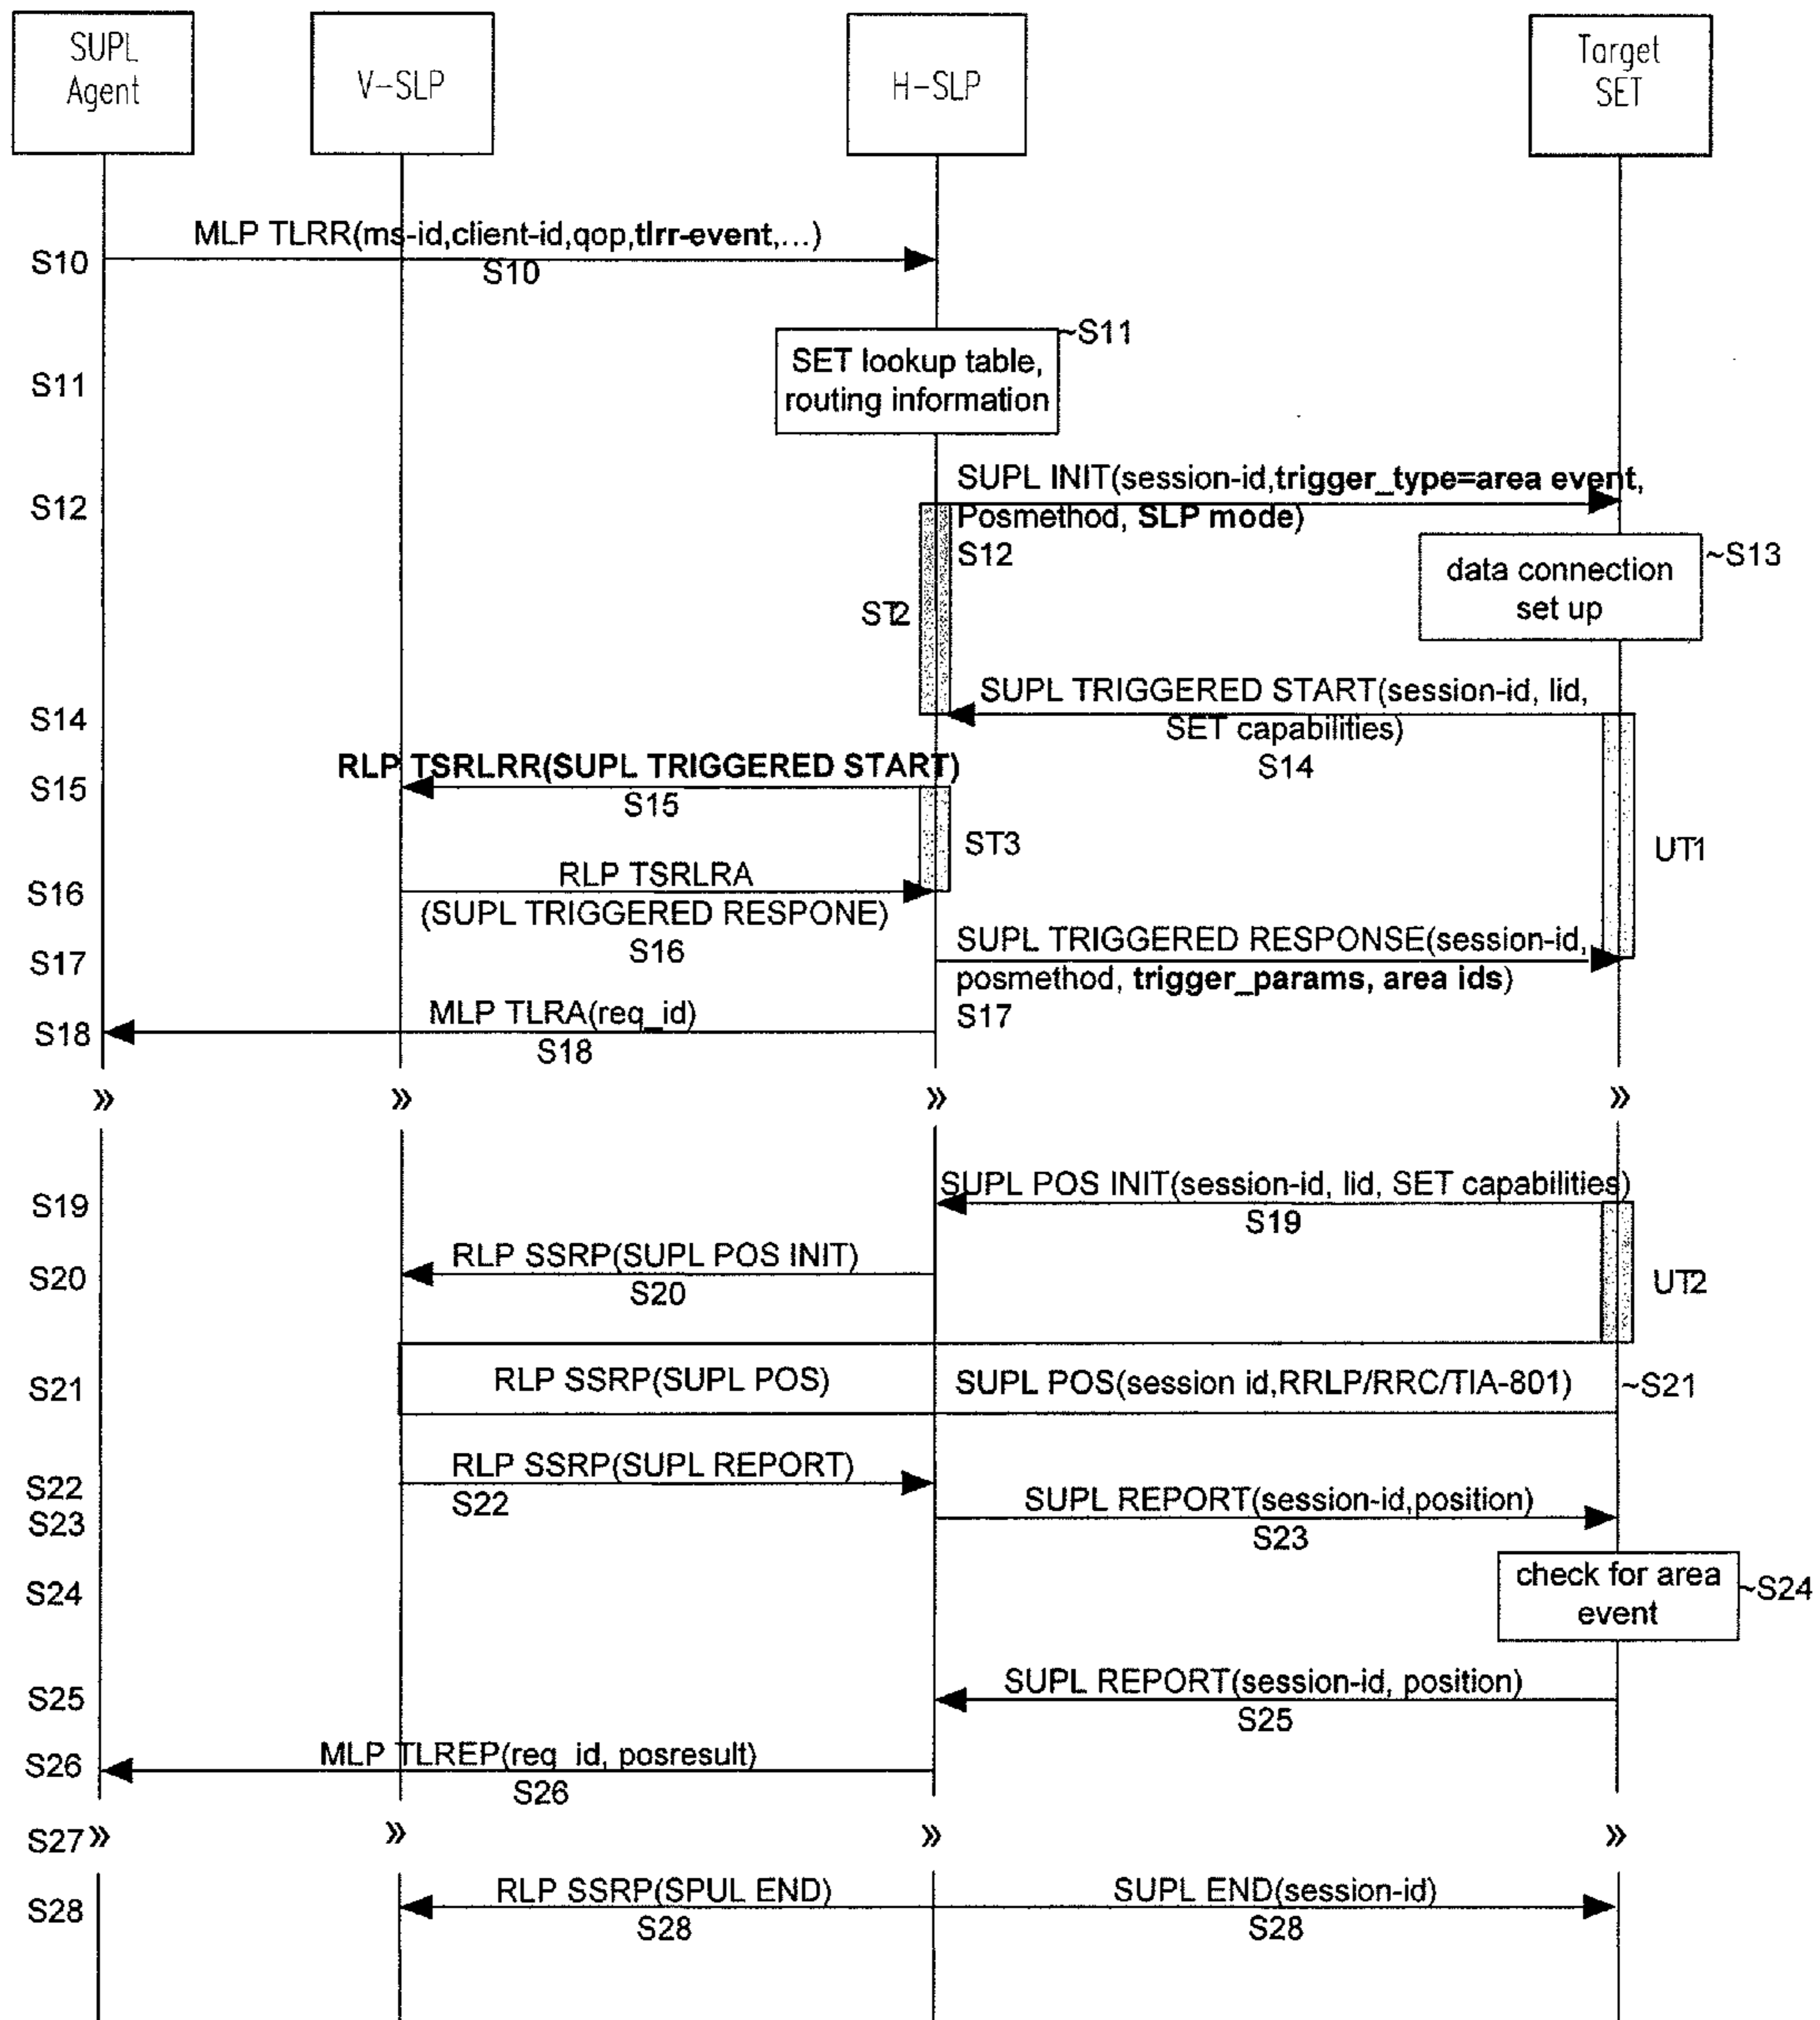 SUPL
Agent
V-SLP
H-SLP
Target
SET
MLP TLRR(ms-id,client-id,qop,tlrr-event,...)
S10
S10
SET lookup table,
routing information
~S11
S11
SUPL INIT(session-id,trigger_type=area event,
Posmethod, SLP mode)
S12
S12
data connection
set up
~S13
ST2
SUPL TRIGGERED START(session-id, lid,
SET capabilities)
S14
S14
RLP TSRLRR(SUPL TRIGGERED START)
S15
S15
ST3
UT1
RLP TSRLRA
(SUPL TRIGGERED RESPONE)
S16
S16
SUPL TRIGGERED RESPONSE(session-id,
posmethod, trigger_params, area ids)
S17
S17
MLP TLRA(req_id)
S18
S18
» » » »
SUPL POS INIT(session-id, lid, SET capabilities)
S19
S19
RLP SSRP(SUPL POS INIT)
S20
S20
UT2
S21
RLP SSRP(SUPL POS)
SUPL POS(session id,RRLP/RRC/TIA-801)
~S21
RLP SSRP(SUPL REPORT)
S22
S22
SUPL REPORT(session-id,position)
S23
S23
check for area
event
~S24
S24
SUPL REPORT(session-id, position)
S25
S25
MLP TLREP(req_id, posresult)
S26
S26
S27 » » » »
RLP SSRP(SPUL END)
S28
SUPL END(session-id)
S28
S28